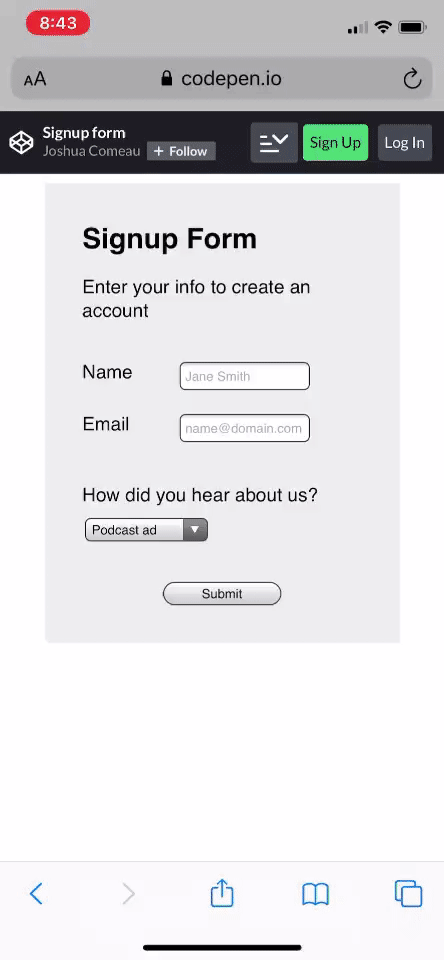 8:43
AA codepen.io
Signup form
Joshua Comeau + Follow
Sign Up
Log In
Signup Form
Enter your info to create an
account
Name
Jane Smith
Email
name@domain.com
How did you hear about us?
Podcast ad
Submit